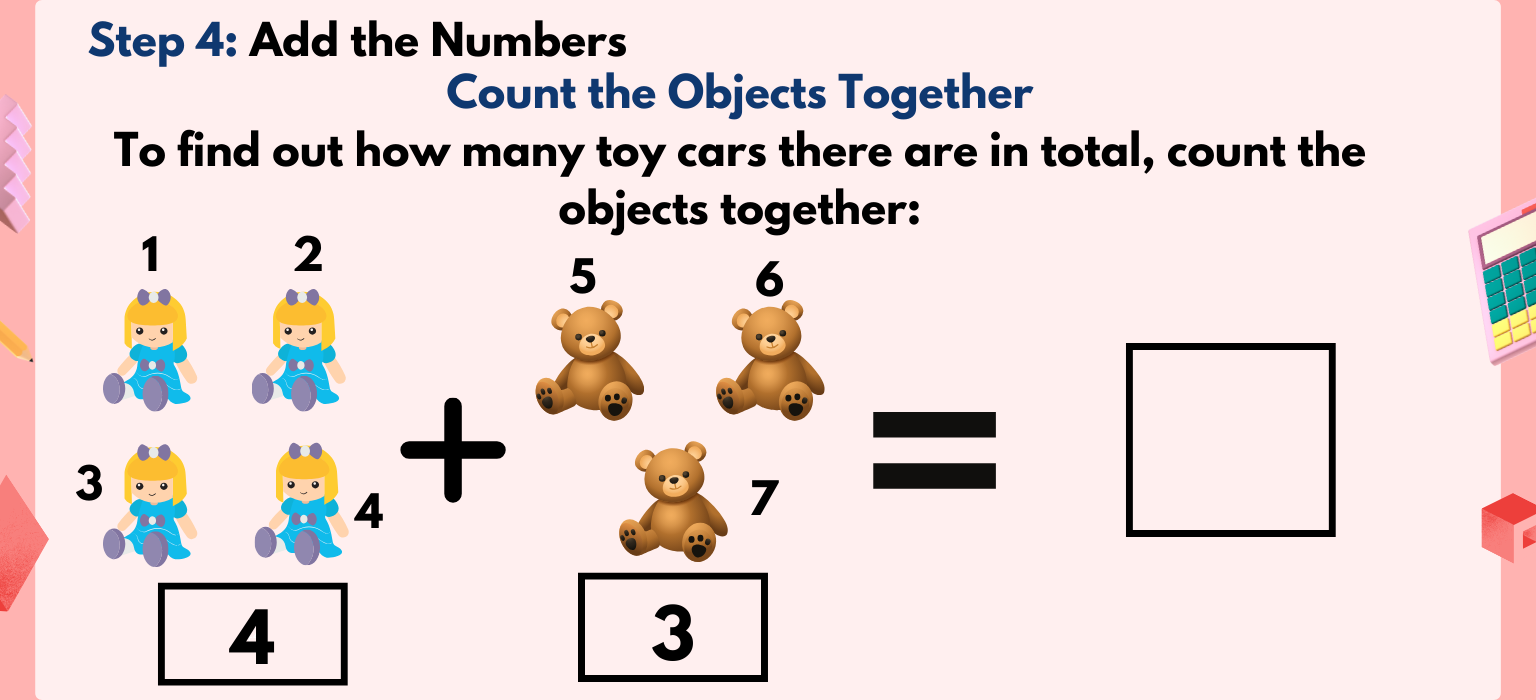 Step 4: Add the Numbers
Count the Objects Together
To find out how many toy cars there are in total, count the
objects together:
1 2
5 6
3 4
7
4 3